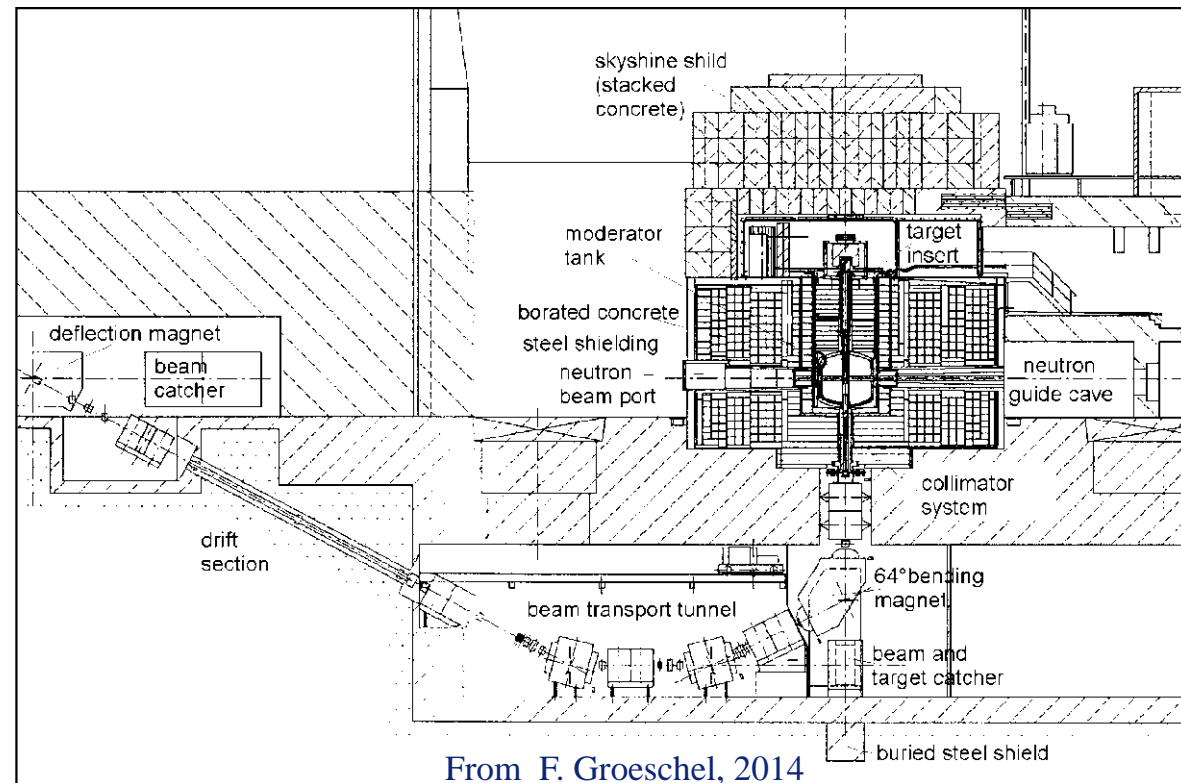 skyshine shild
(stacked
concrete)
moderator
tank
target
insert
borated concrete
deflection magnet
steel shielding
beam
catcher
neutron
beam port
neutron
guide cave
collimator
system
drift
section
64°bending
magnet
beam transport tunnel
beam and
target catcher
buried steel shield
From F. Groeschel, 2014